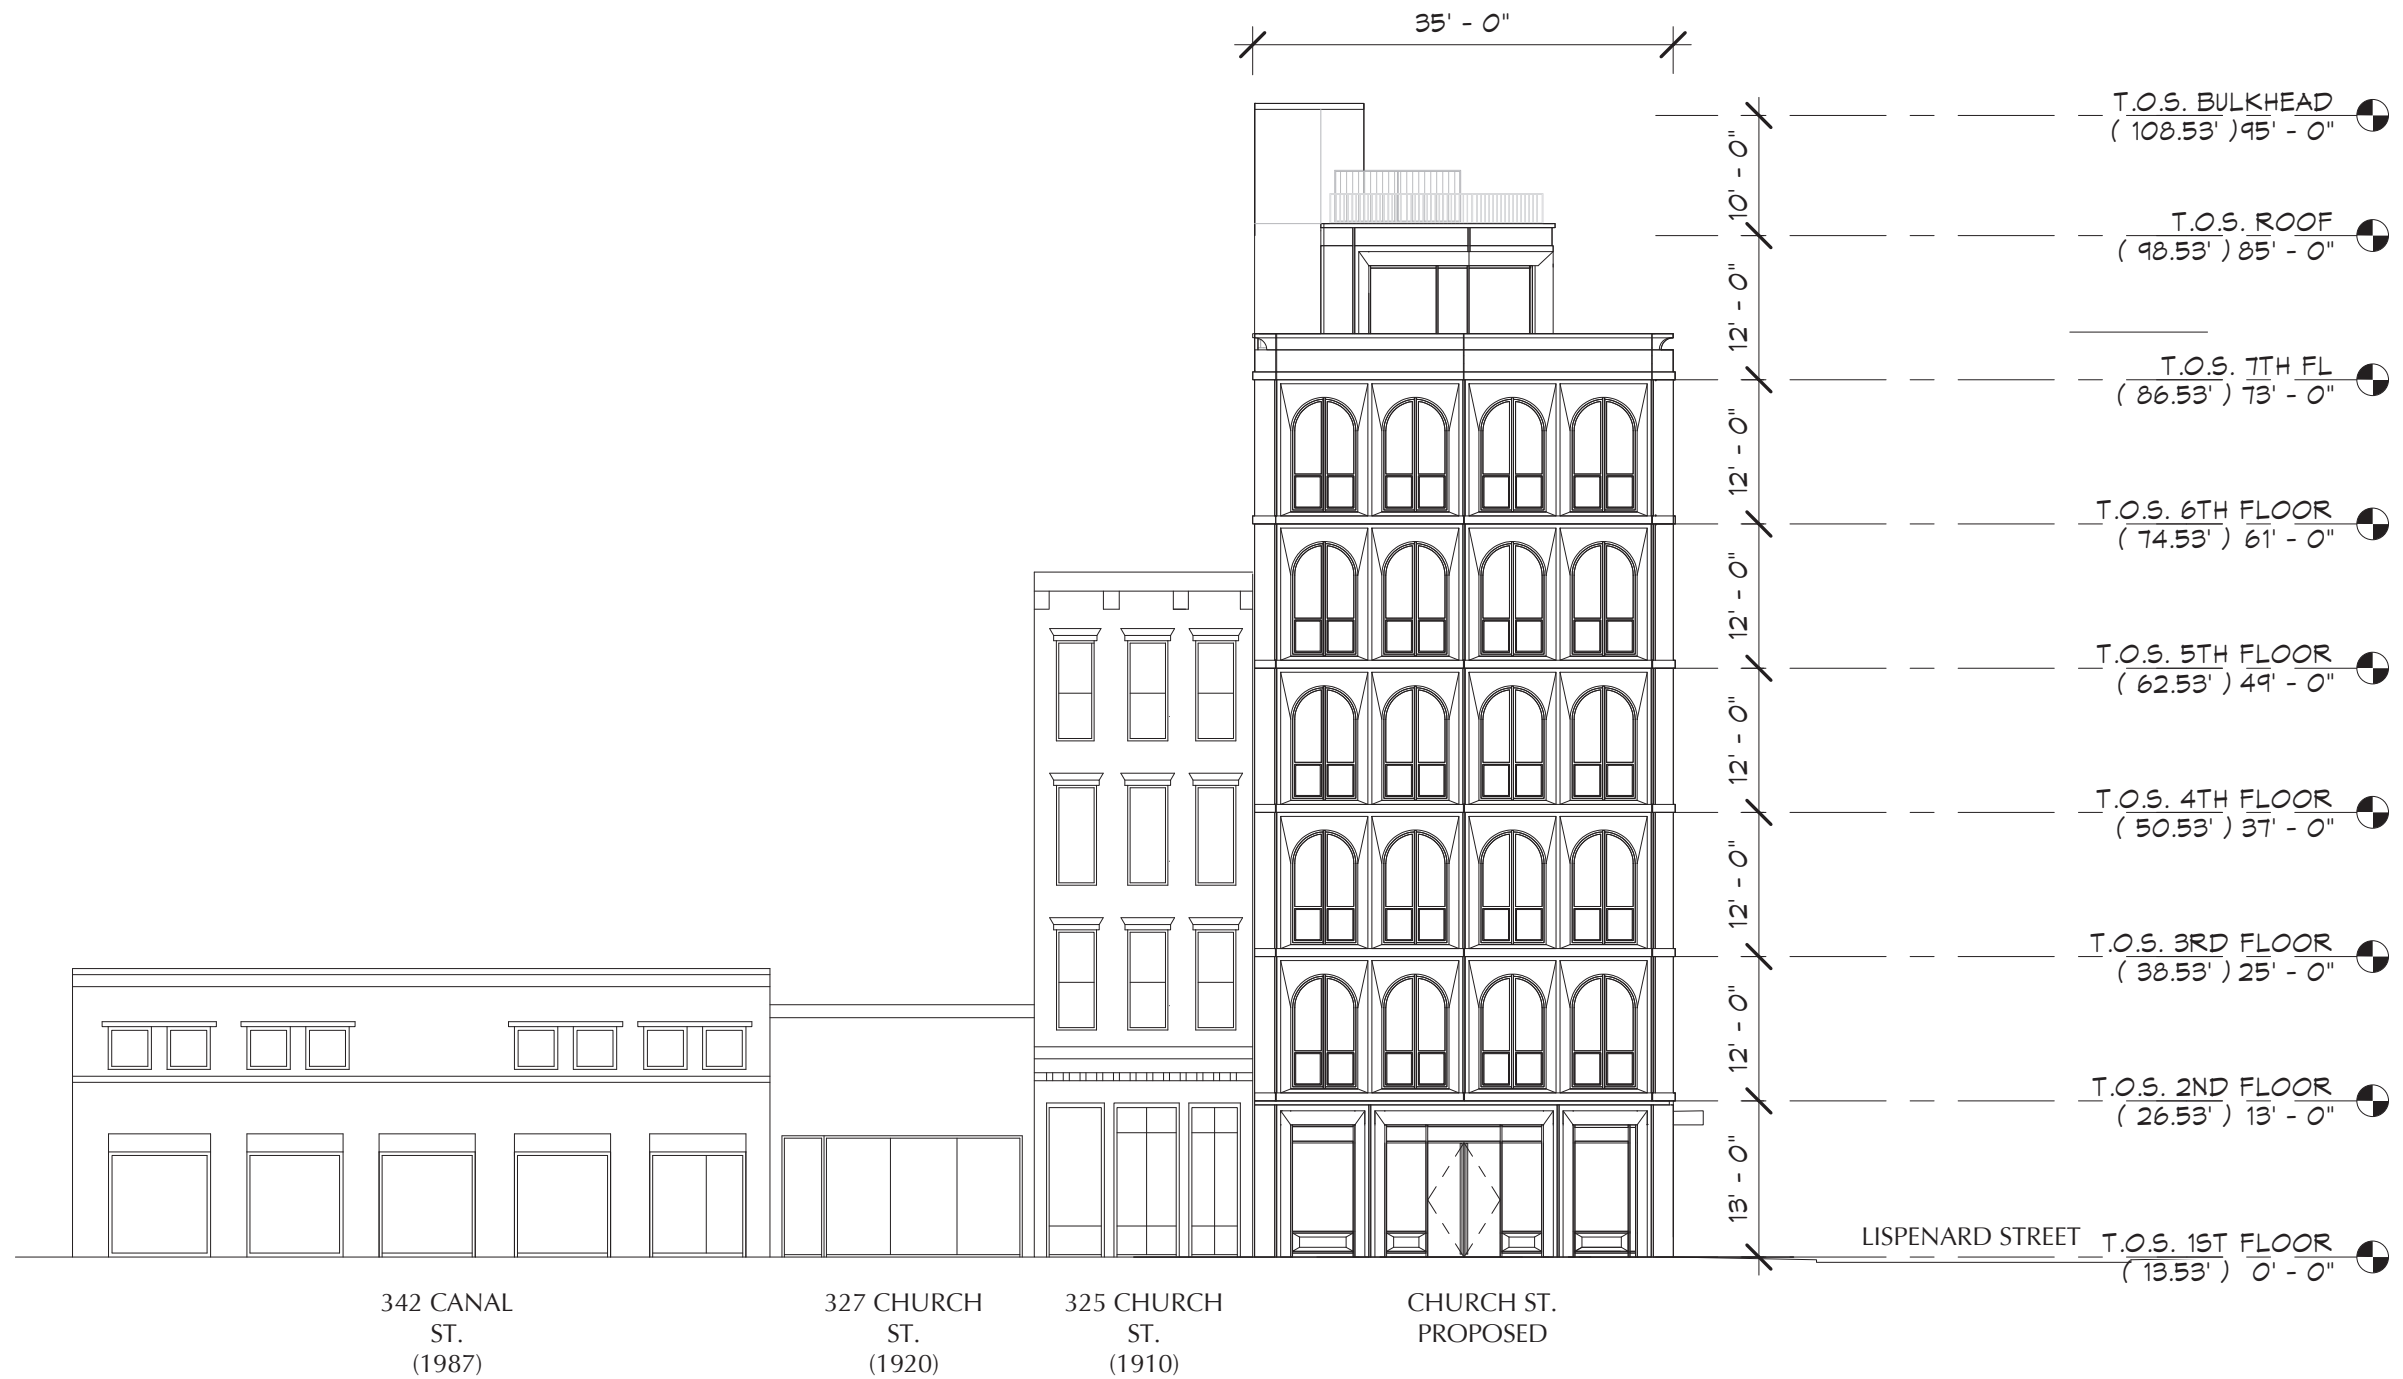 35' - 0"
T.O.S. BULKHEAD
( 108.53' )95' - 0"
10' - 0"
T.O.S. ROOF
( 98.53' ) 85' - 0"
12' - 0"
T.O.S. 7TH FL
( 86.53' ) 73' - 0"
12' - 0"
T.O.S. 6TH FLOOR
( 74.53' ) 61' - 0"
12' - 0"
T.O.S. 5TH FLOOR
( 62.53' ) 49' - 0"
12' - 0"
T.O.S. 4TH FLOOR
( 50.53' ) 37' - 0"
12' - 0"
T.O.S. 3RD FLOOR
( 38.53' ) 25' - 0"
12' - 0"
T.O.S. 2ND FLOOR
( 26.53' ) 13' - 0"
13' - 0"
LISPENARD STREET
T.O.S. 1ST FLOOR
( 13.53' ) 0' - 0"
342 CANAL
ST.
(1987)
327 CHURCH
ST.
(1920)
325 CHURCH
ST.
(1910)
CHURCH ST.
PROPOSED